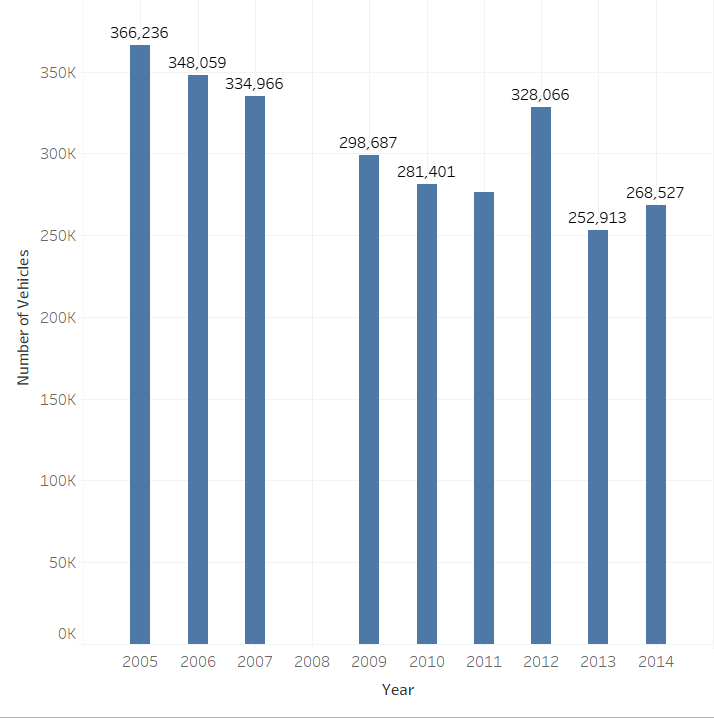 366,236
348,059
334,966
298,687
281,401
328,066
252,913
268,527
350K
300K
250K
200K
150K
100K
50K
0K
Number of Vehicles
2005 2006 2007 2008 2009 2010 2011 2012 2013 2014
Year